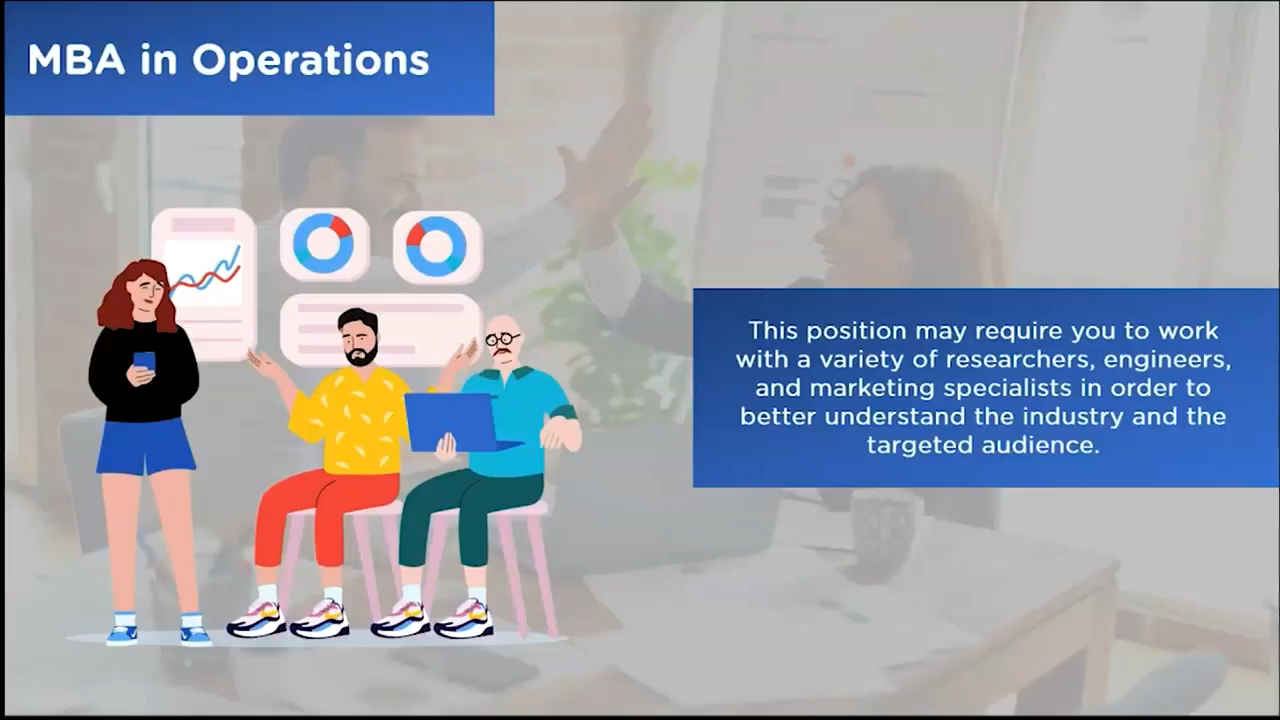 MBA in Operations
This position may require you to work
with a variety of researchers, engineers,
and marketing specialists in order to
better understand the industry and the
targeted audience.